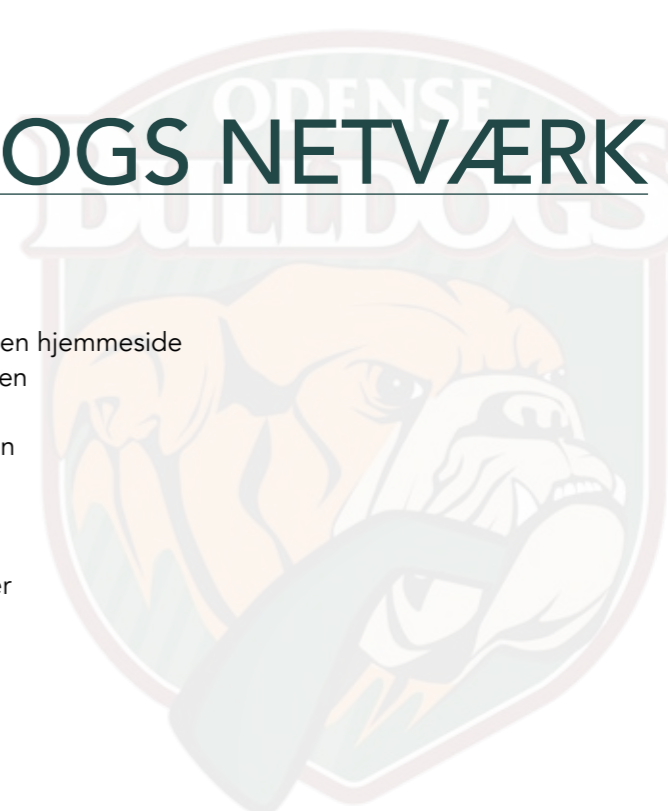 ODENSE
OGS NETVÆRK
BULLDOGS
en hjemmeside
en
n
er